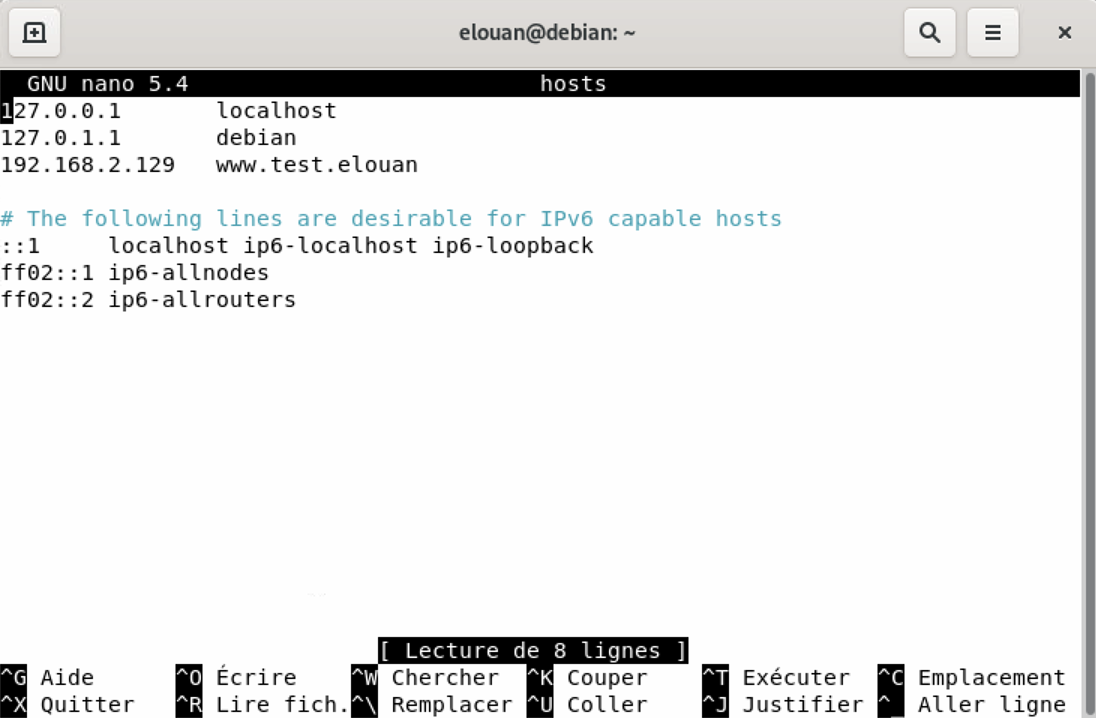 elouan@debian: ~
GNU nano 5.4 hosts
127.0.0.1 localhost
127.0.1.1 debian
192.168.2.129 www.test.elouan
# The following lines are desirable for IPv6 capable hosts
::1 localhost ip6-localhost ip6-loopback
ff02::1 ip6-allnodes
ff02::2 ip6-allrouters
[ Lecture de 8 lignes ]
^G Aide ^O Écrire ^W Chercher ^K Couper ^T Exécuter ^C Emplacement
^X Quitter ^R Lire fich. ^\ Remplacer ^U Coller ^J Justifier ^_ Aller ligne